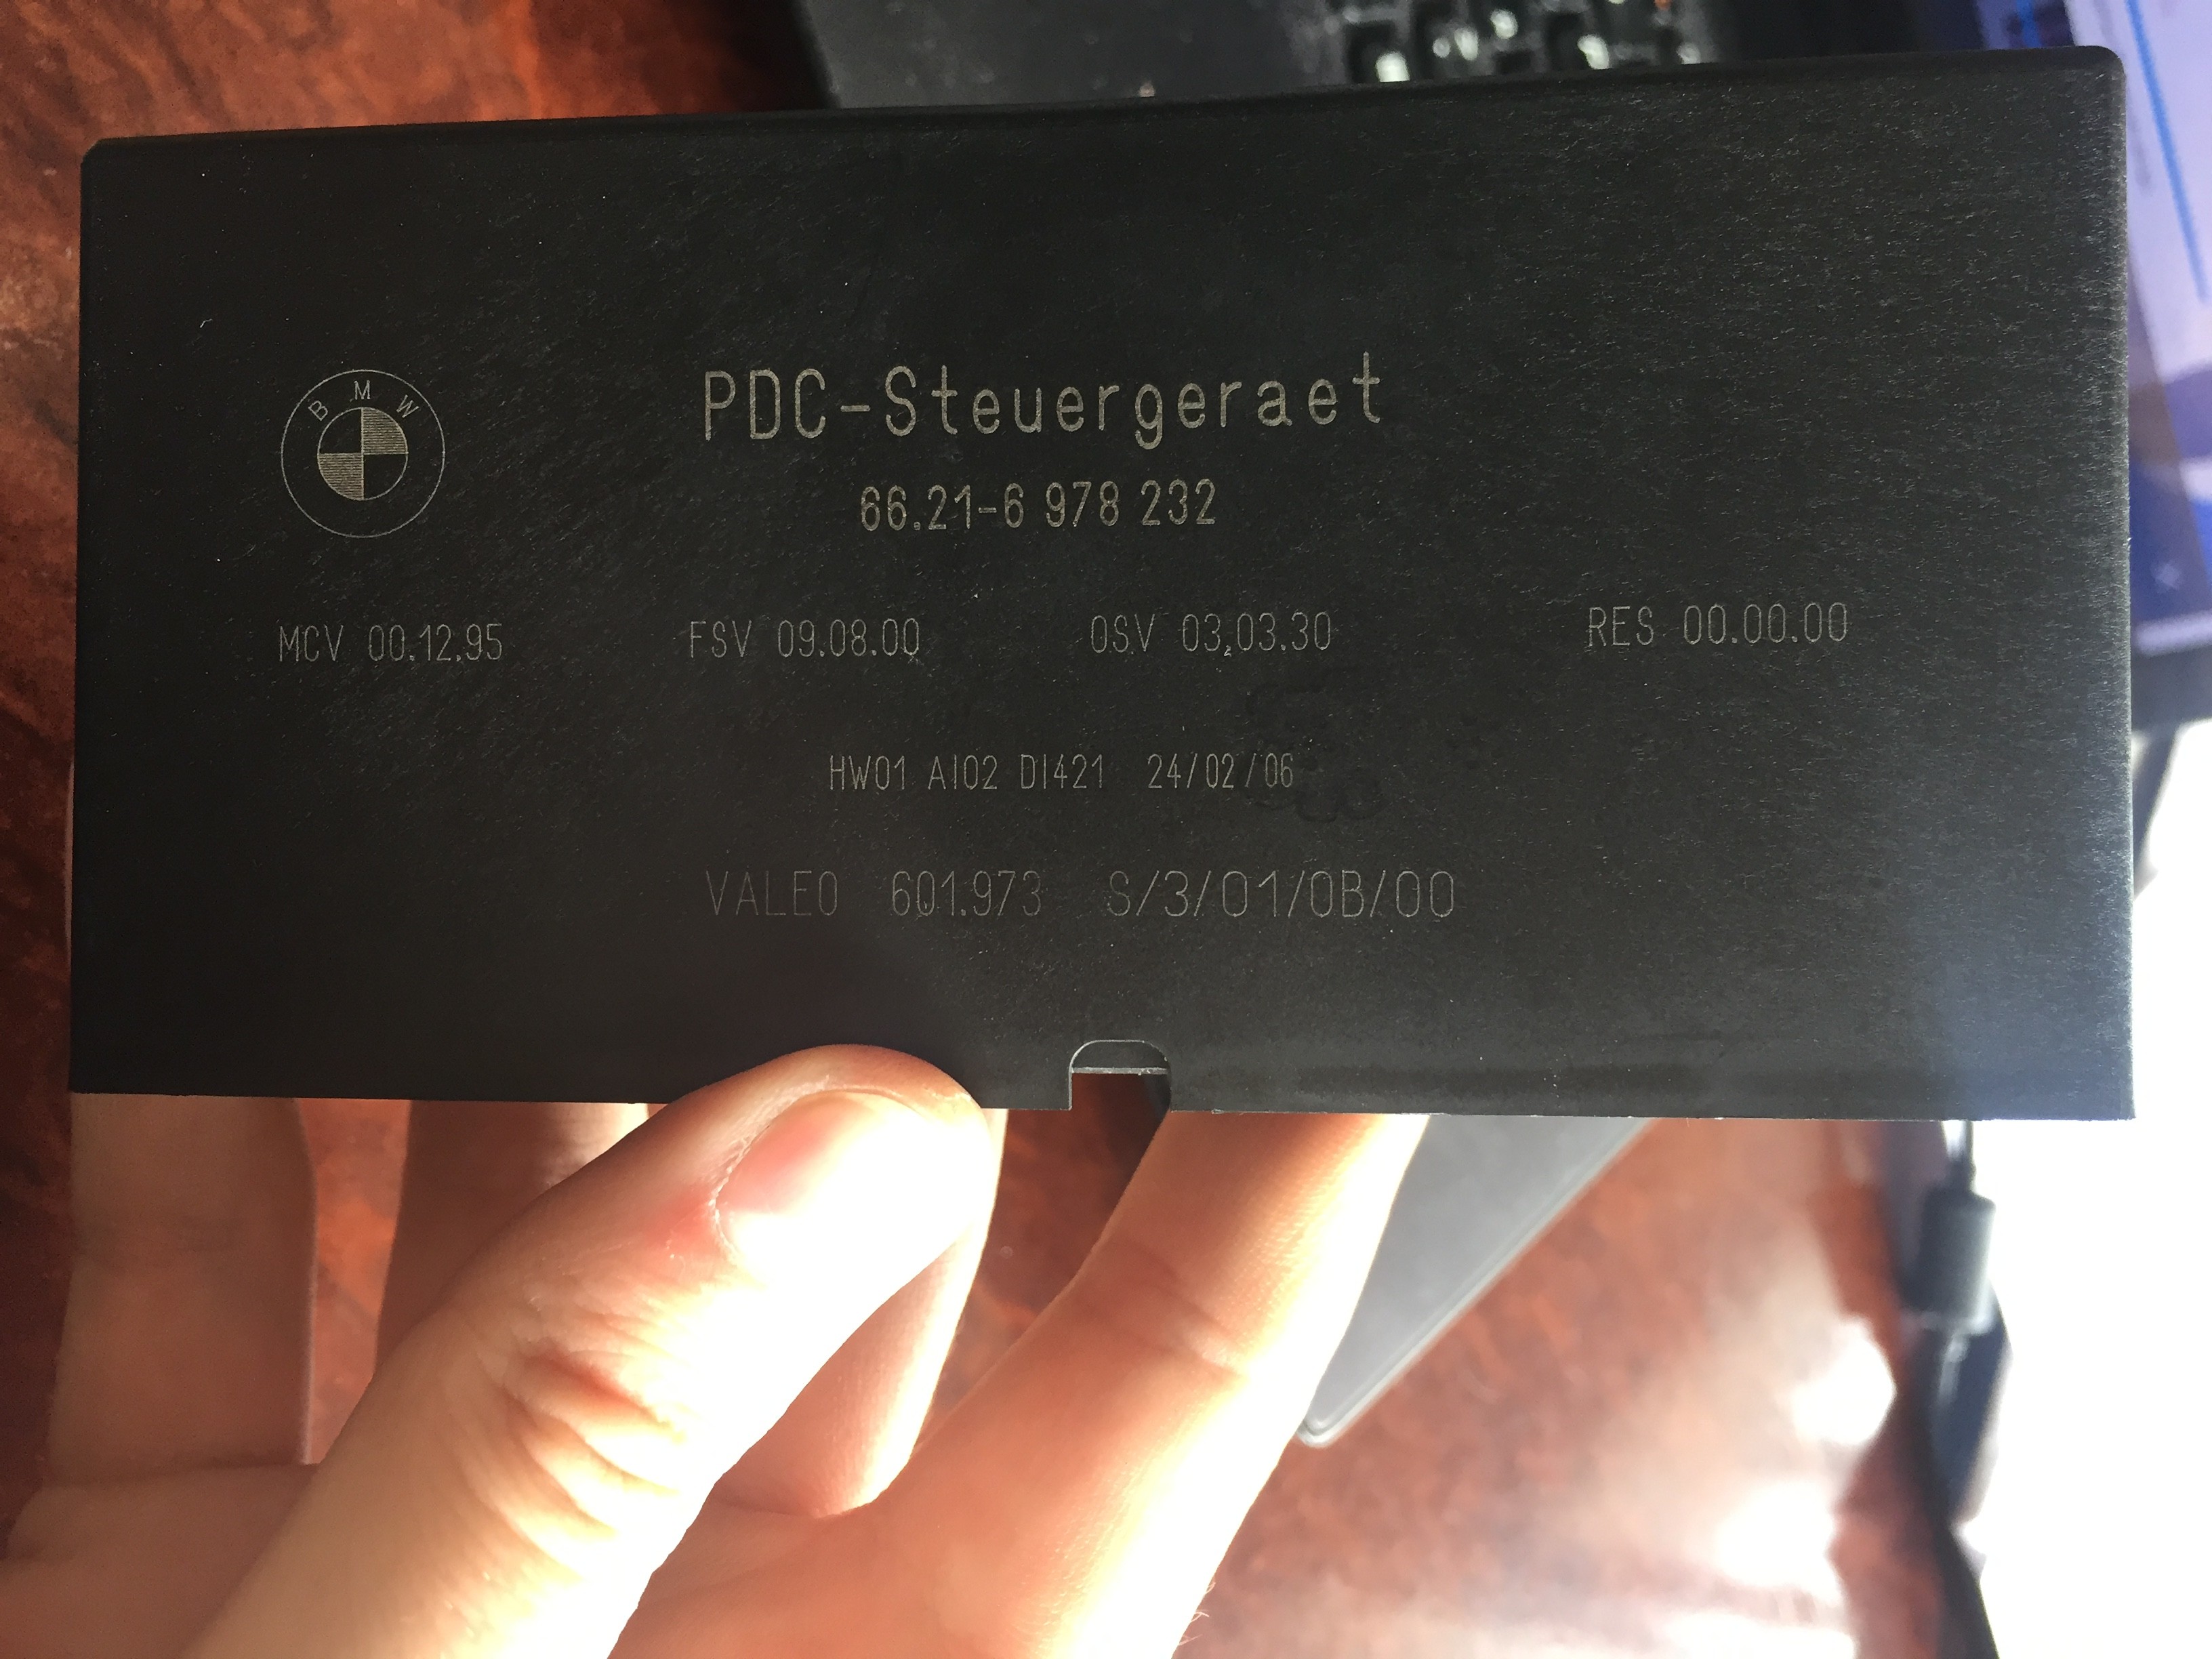 BMW
PDC-Steuergeraet
66.21-6 978 232
MCV 00.12.95 FSV 09.08.00 OSV 03.03.30 RES 00.00.00
HW01 AI02 DI421 24/02/06
VALEO 601.973 S/3/01/0B/00